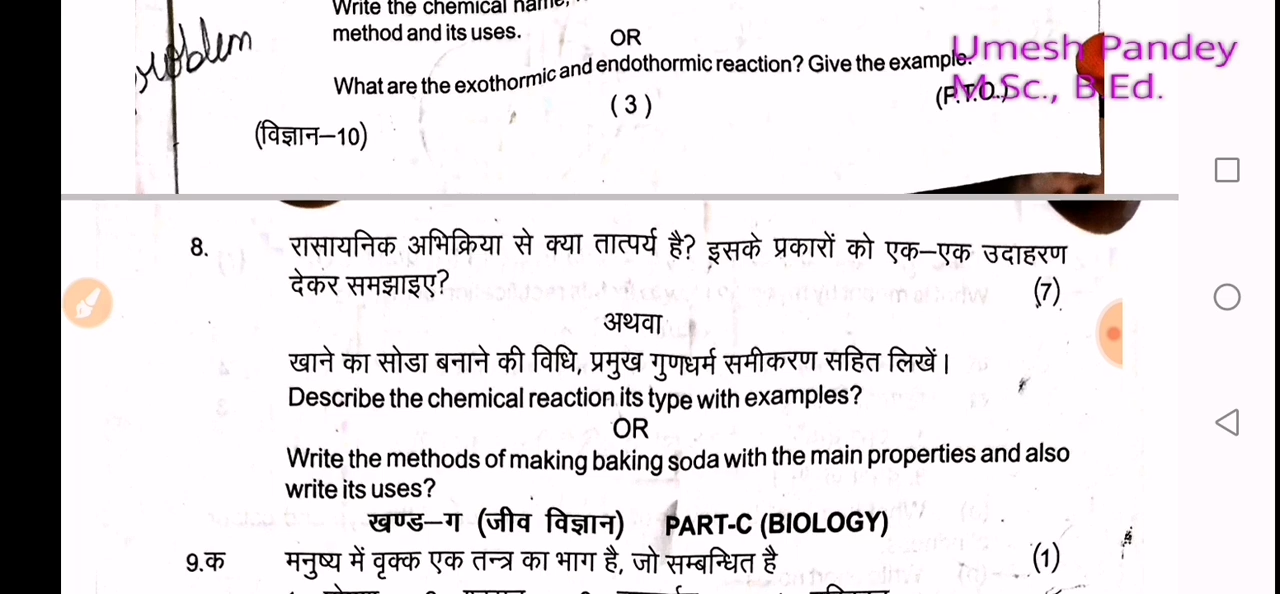 Write the chemical name,
method and its uses.
OR
What are the exothormic and endothormic reaction? Give the example.
Umesh Pandey
M.Sc., B.Ed.
(P.T.O.)
( 3 )
(विज्ञान–10)
8. रासायनिक अभिक्रिया से क्या तात्पर्य है? इसके प्रकारों को एक–एक उदाहरण
देकर समझाइए? (7)
अथवा
खाने का सोडा बनाने की विधि, प्रमुख गुणधर्म समीकरण सहित लिखें।
Describe the chemical reaction its type with examples?
OR
Write the methods of making baking soda with the main properties and also
write its uses?
खण्ड–ग (जीव विज्ञान) PART-C (BIOLOGY)
9.क मनुष्य में वृक्क एक तन्त्र का भाग है, जो सम्बन्धित है (1)